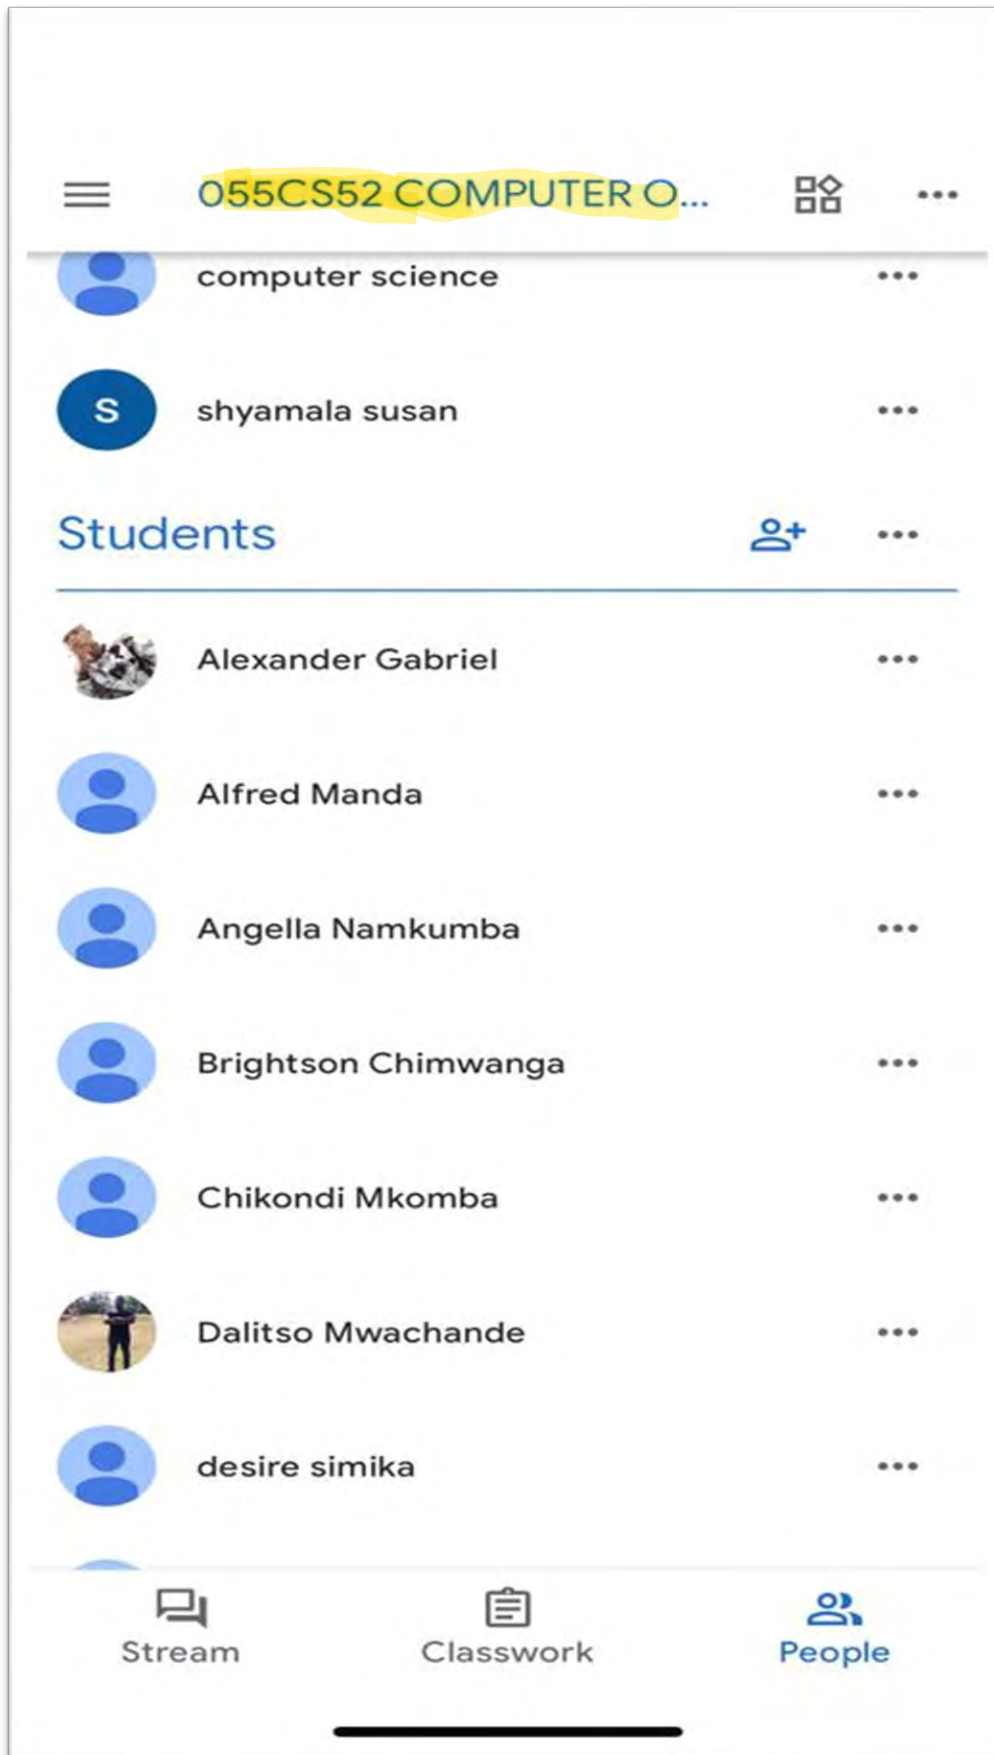 055CS52 COMPUTER O...
computer science
S
shyamala susan
Students
Alexander Gabriel
Alfred Manda
Angella Namkumba
Brightson Chimwanga
Chikondi Mkomba
Dalitso Mwachande
desire simika
Stream
Classwork
People